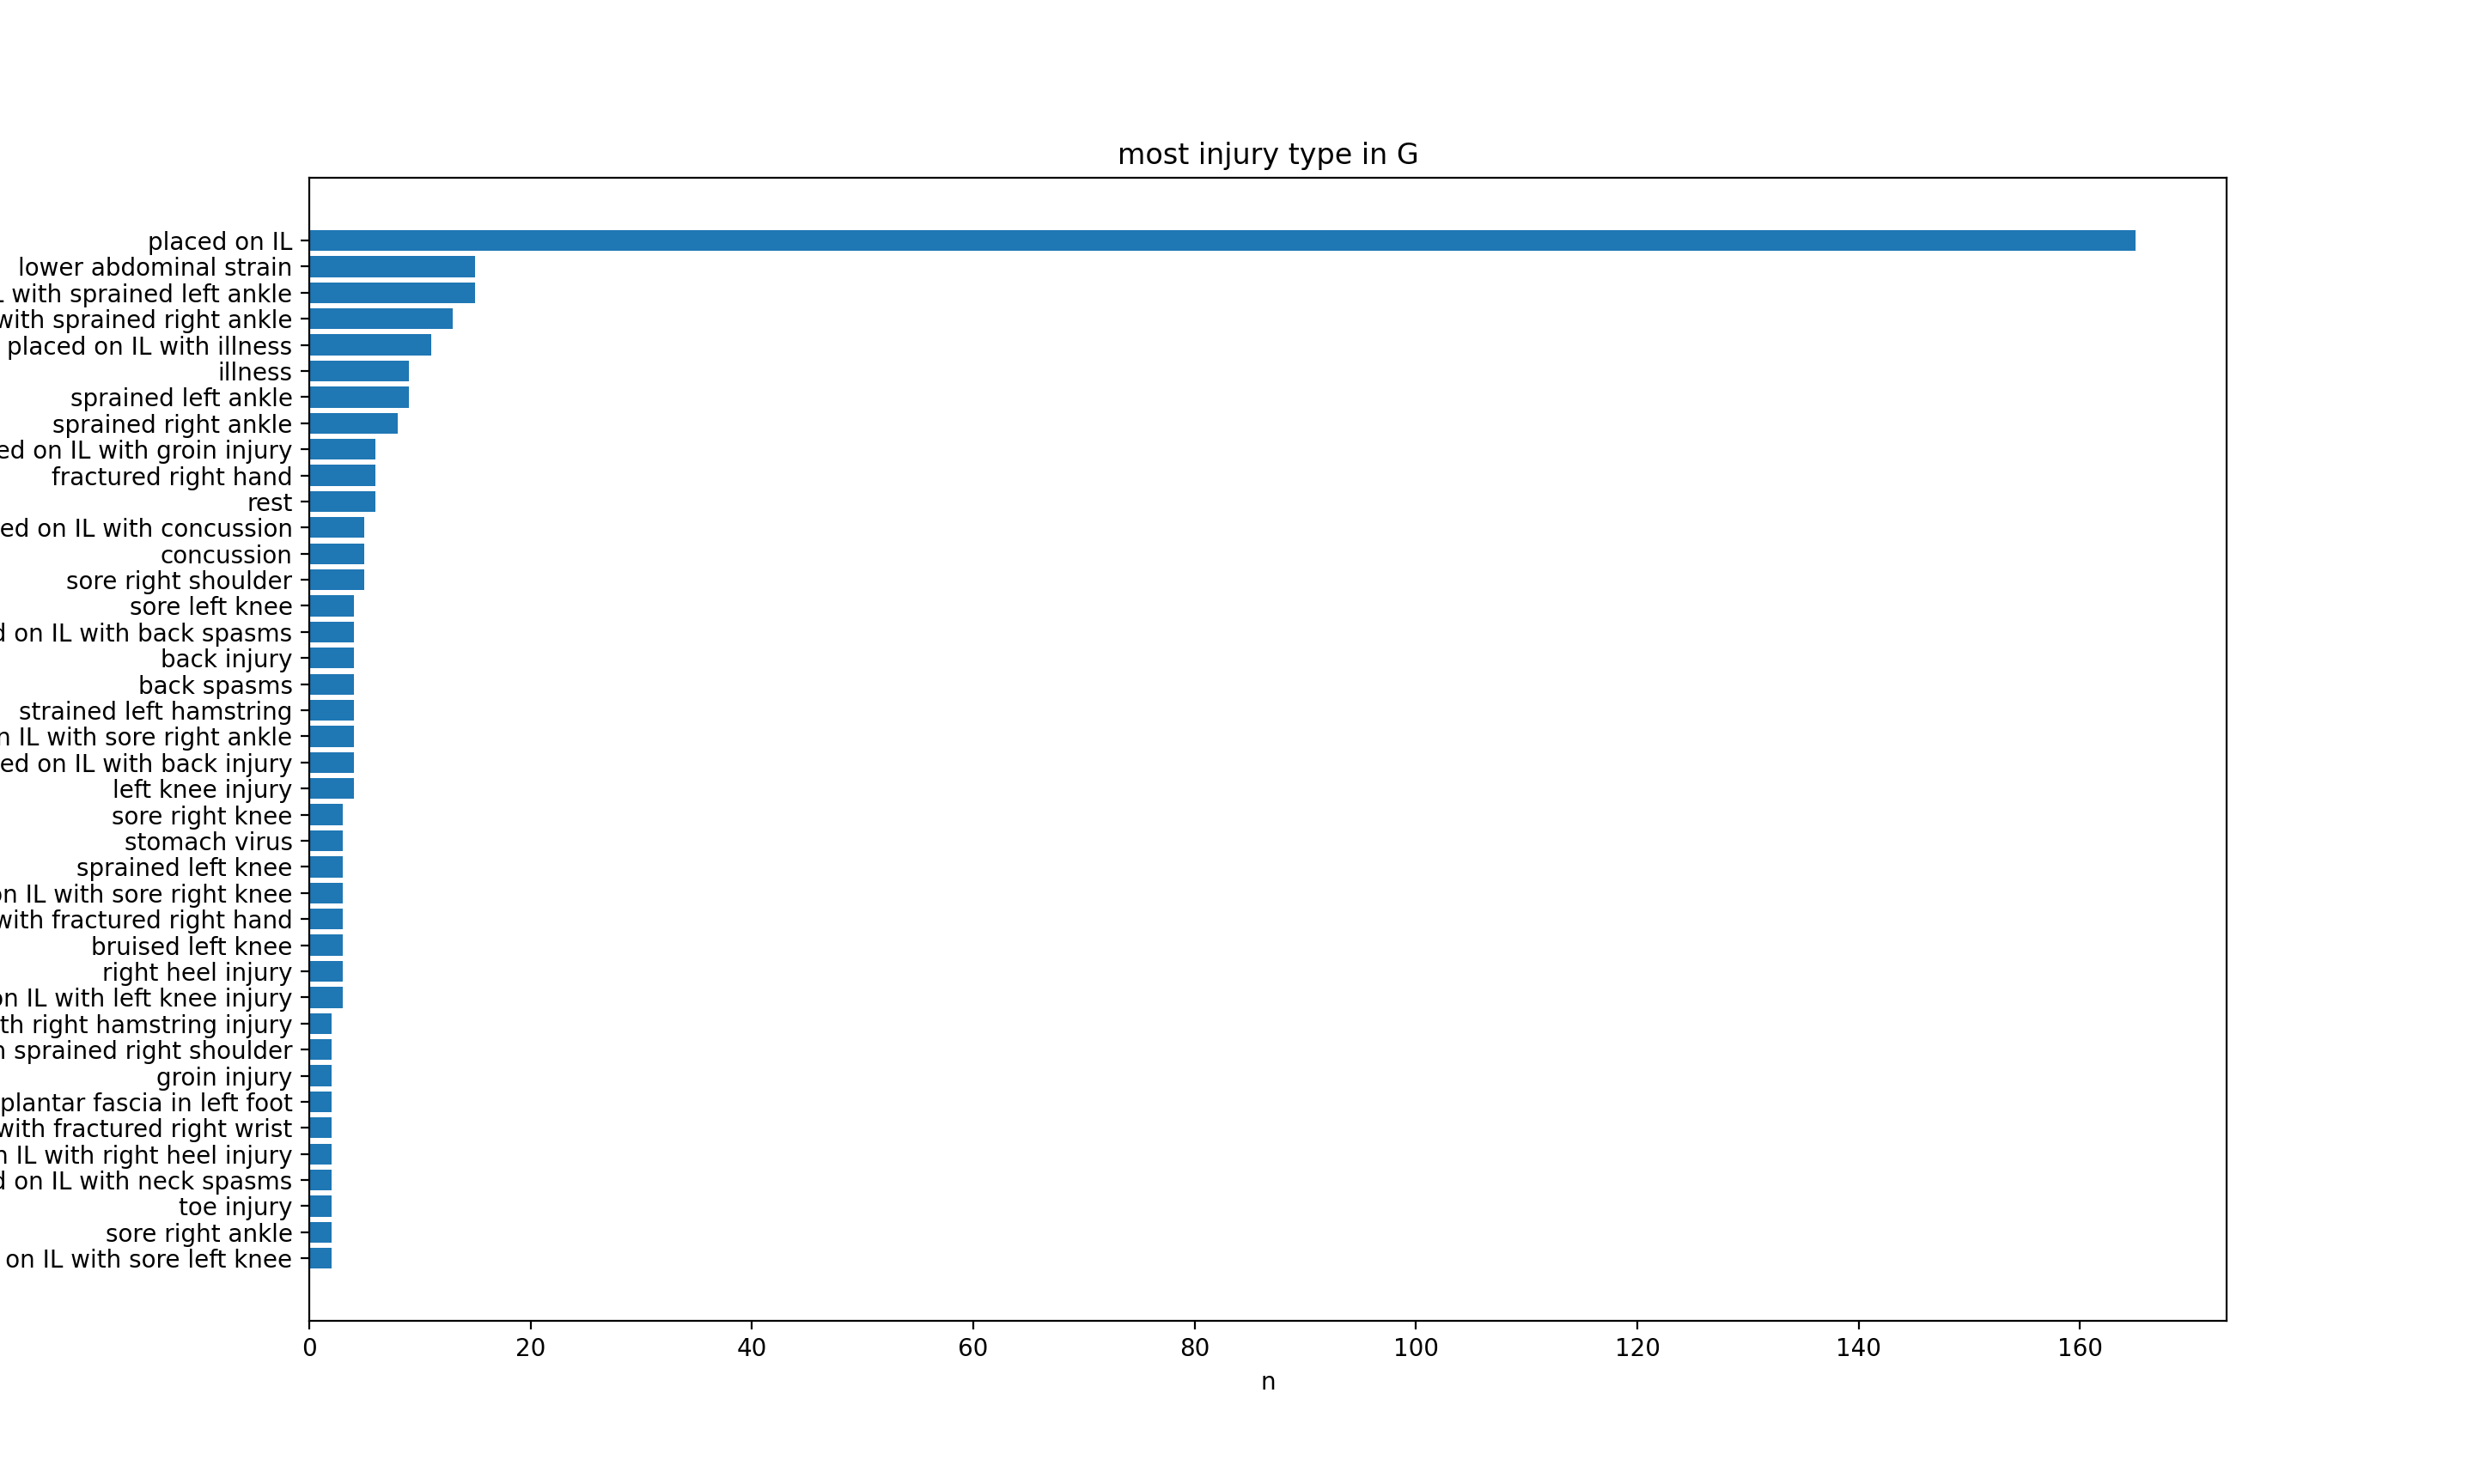 most injury type in G
placed on IL
lower abdominal strain
with sprained left ankle
with sprained right ankle
placed on IL with illness
illness
sprained left ankle
sprained right ankle
ed on IL with groin injury
fractured right hand
rest
ed on IL with concussion
concussion
sore right shoulder
sore left knee
on IL with back spasms
back injury
back spasms
strained left hamstring
IL with sore right ankle
ed on IL with back injury
left knee injury
sore right knee
stomach virus
sprained left knee
on IL with sore right knee
with fractured right hand
bruised left knee
right heel injury
on IL with left knee injury
th right hamstring injury
sprained right shoulder
groin injury
plantar fascia in left foot
with fractured right wrist
IL with right heel injury
on IL with neck spasms
toe injury
sore right ankle
on IL with sore left knee
0 20 40 60 80 100 120 140 160
n